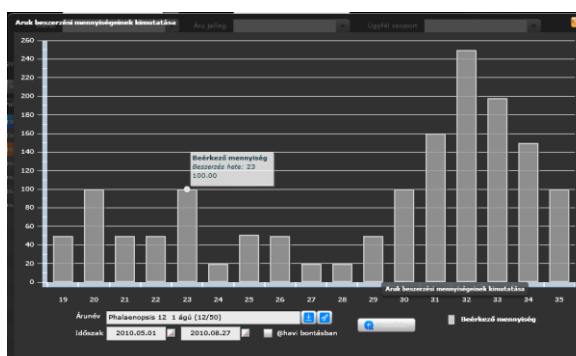 Áruk beszerzési mennyiségeinek kimutatása
Áru jelleg
Ügyfél csoport
260
240
220
200
180
160
140
120
100
80
60
40
20
0
Beérkező mennyiség
Beszerzés hete: 23
100.00
Áruk beszerzési mennyiségeinek kimutatása
19 20 21 22 23 24 25 26 27 28 29 30 31 32 33 34 35
Árunév Phalaenopsis 12 1 ágú (12/50)
Beérkező mennyiség
Időszak 2010.05.01 2010.08.27 @havi bontásban